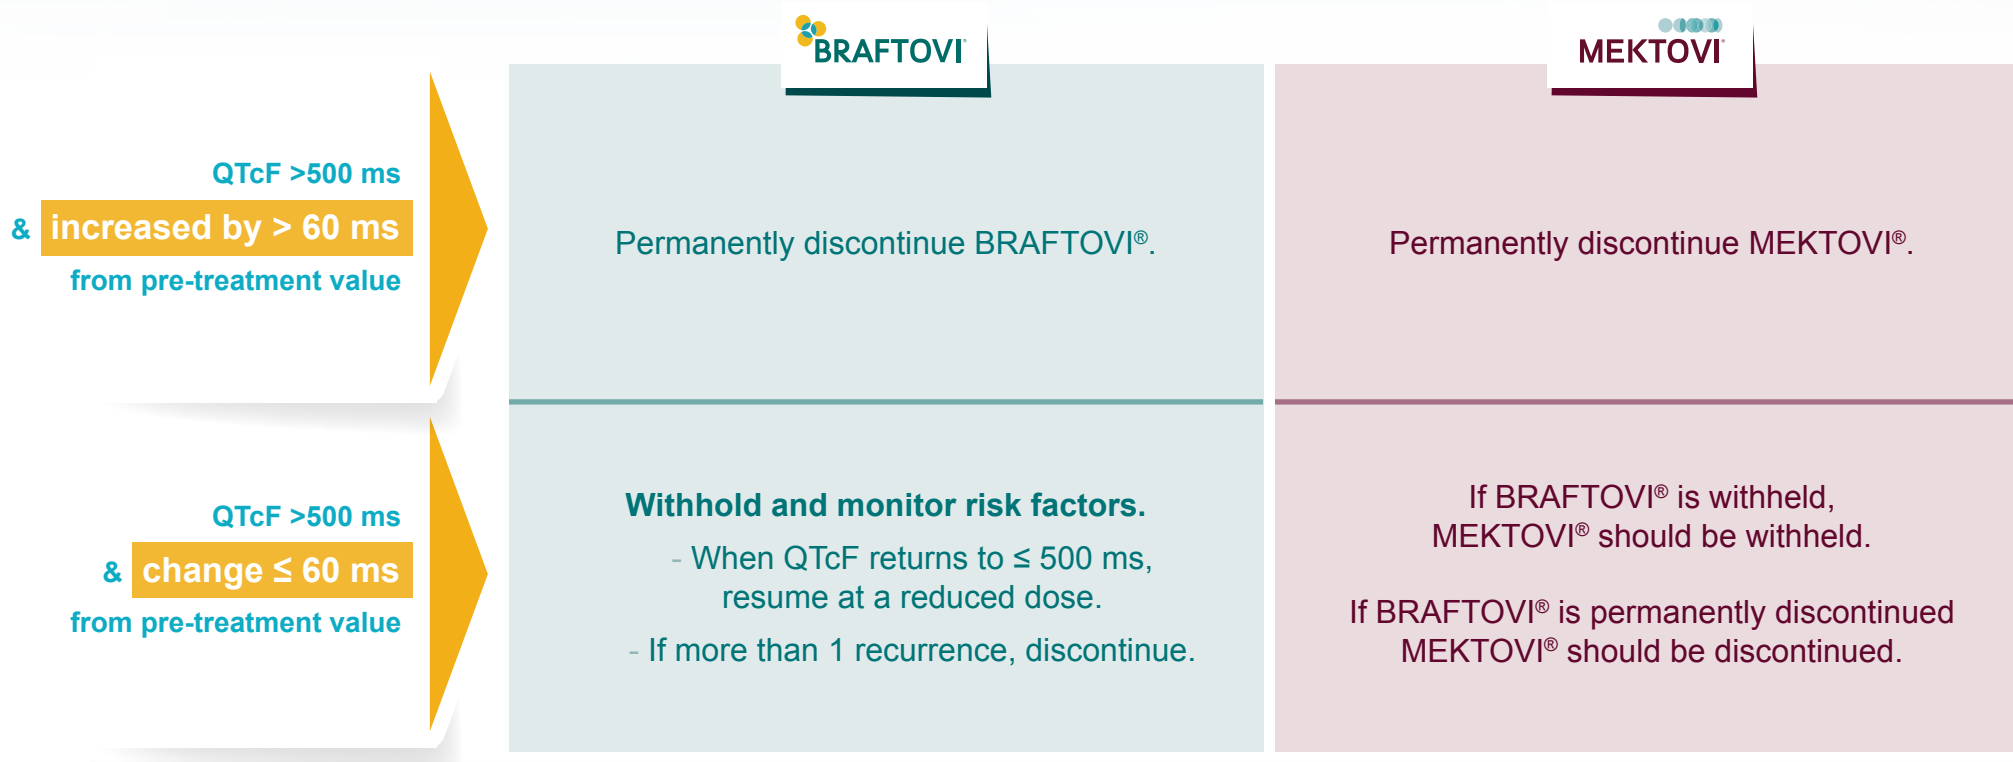 BRAFTOVI®
MEKTOVI®
QTcF >500 ms
& increased by > 60 ms
from pre-treatment value
Permanently discontinue BRAFTOVI®.
Permanently discontinue MEKTOVI®.
QTcF >500 ms
& change ≤ 60 ms
from pre-treatment value
Withhold and monitor risk factors.
- When QTcF returns to ≤ 500 ms,
resume at a reduced dose.
- If more than 1 recurrence, discontinue.
If BRAFTOVI® is withheld,
MEKTOVI® should be withheld.
If BRAFTOVI® is permanently discontinued
MEKTOVI® should be discontinued.